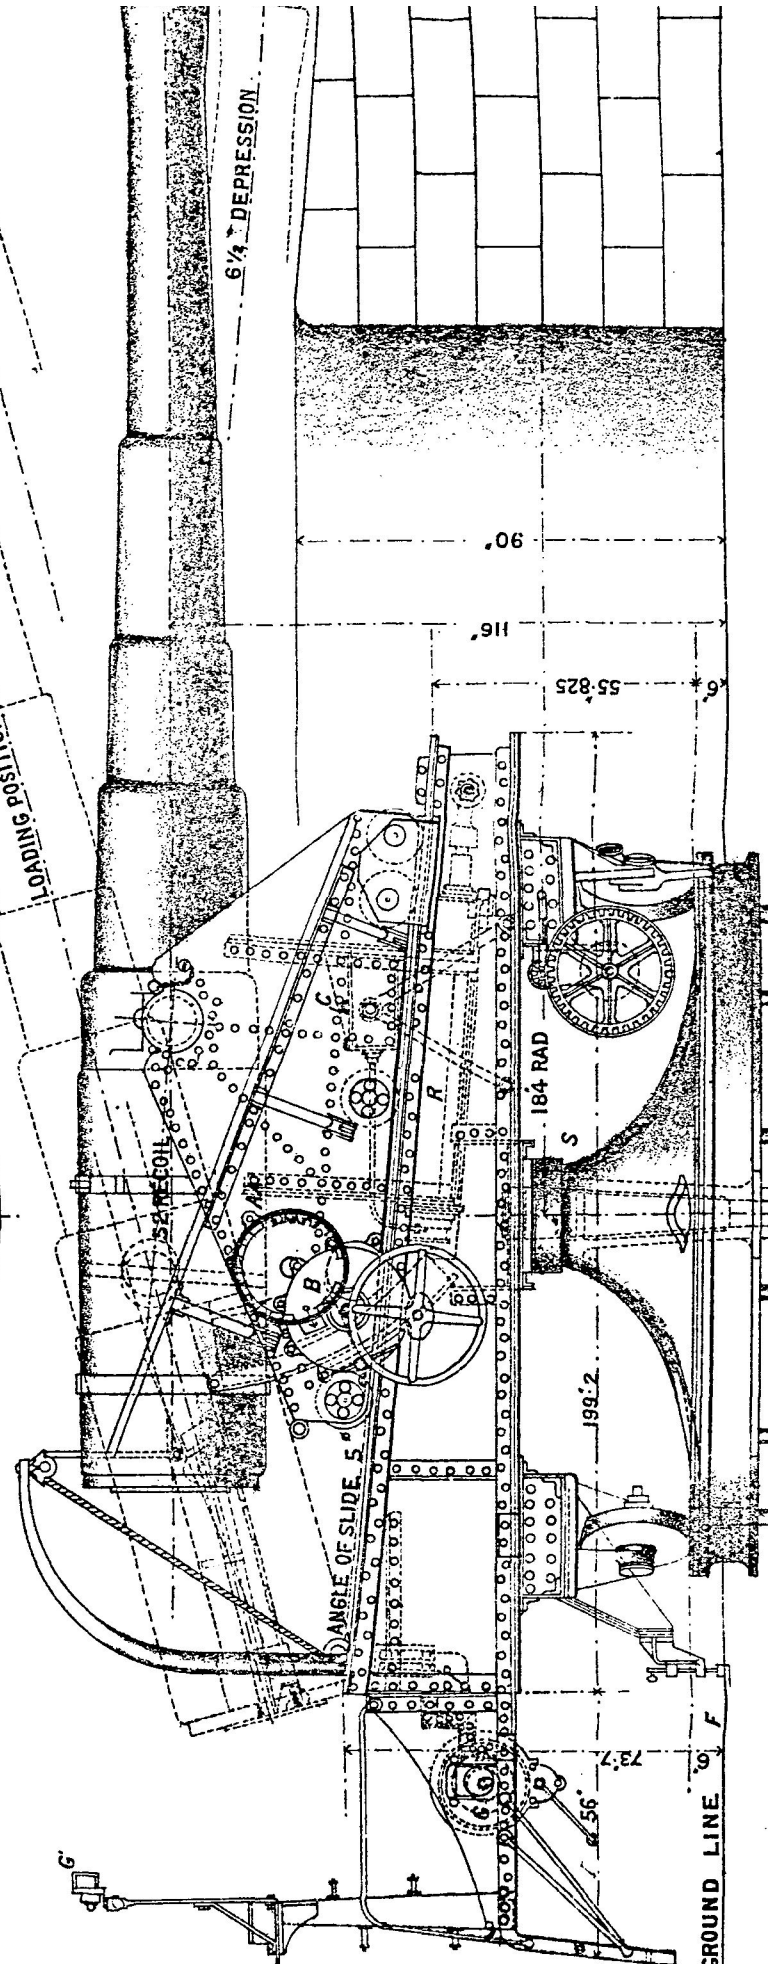 6½° DEPRESSION
90"
116"
55·825
6"
LOADING POSITI
52 RECOIL
C
A
B
R
184 RAD
S
199"·2
ANGLE OF SLIDE 5
73"·7
6"
F
G
56"
G'
GROUND LINE